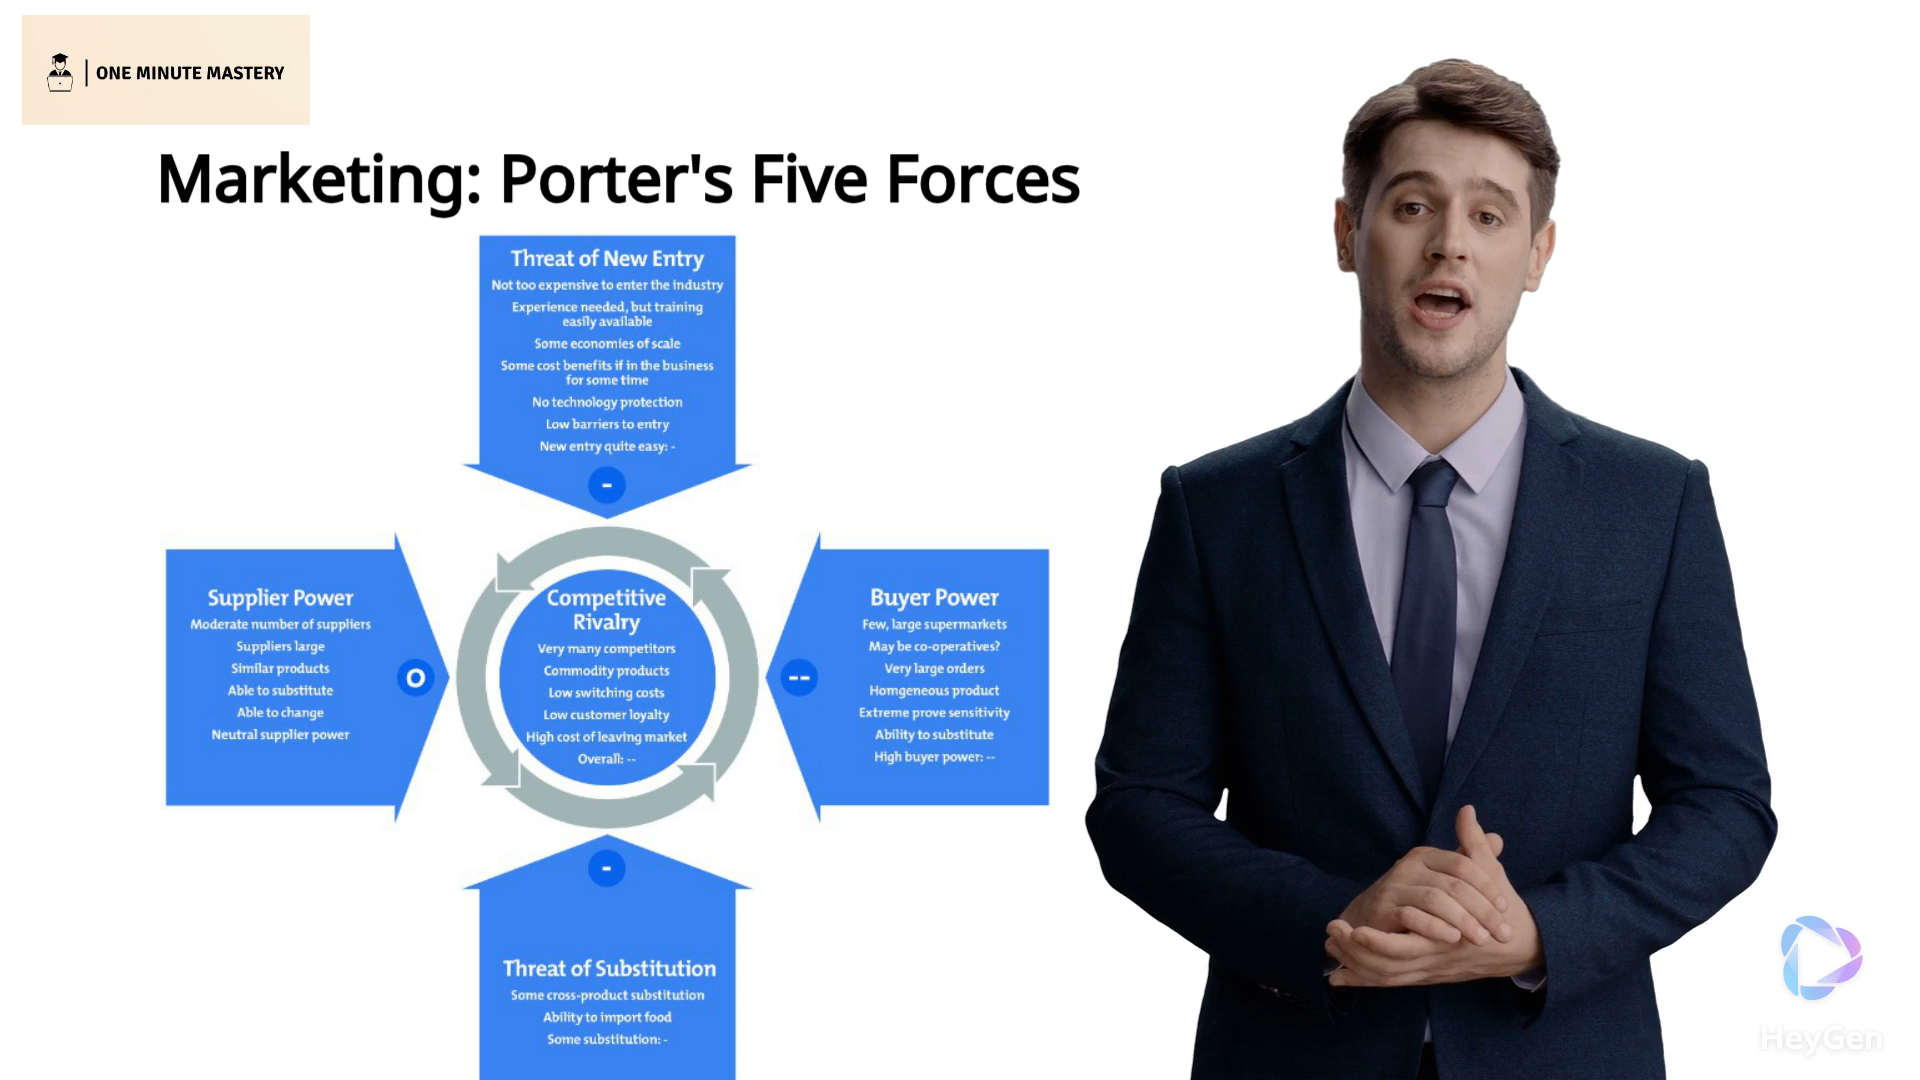 | ONE MINUTE MASTERY
Marketing: Porter's Five Forces
Threat of New Entry
Not too expensive to enter the industry
Experience needed, but training
easily available
Some economies of scale
Some cost benefits if in the business
for some time
No technology protection
Low barriers to entry
New entry quite easy: -
-
Supplier Power
Moderate number of suppliers
Suppliers large
Similar products
Able to substitute
Able to change
Neutral supplier power
O
Competitive
Rivalry
Very many competitors
Commodity products
Low switching costs
Low customer loyalty
High cost of leaving market
Overall: --
--
Buyer Power
Few, large supermarkets
May be co-operatives?
Very large orders
Homgeneous product
Extreme prove sensitivity
Ability to substitute
High buyer power: --
-
Threat of Substitution
Some cross-product substitution
Ability to import food
Some substitution: -
HeyGen